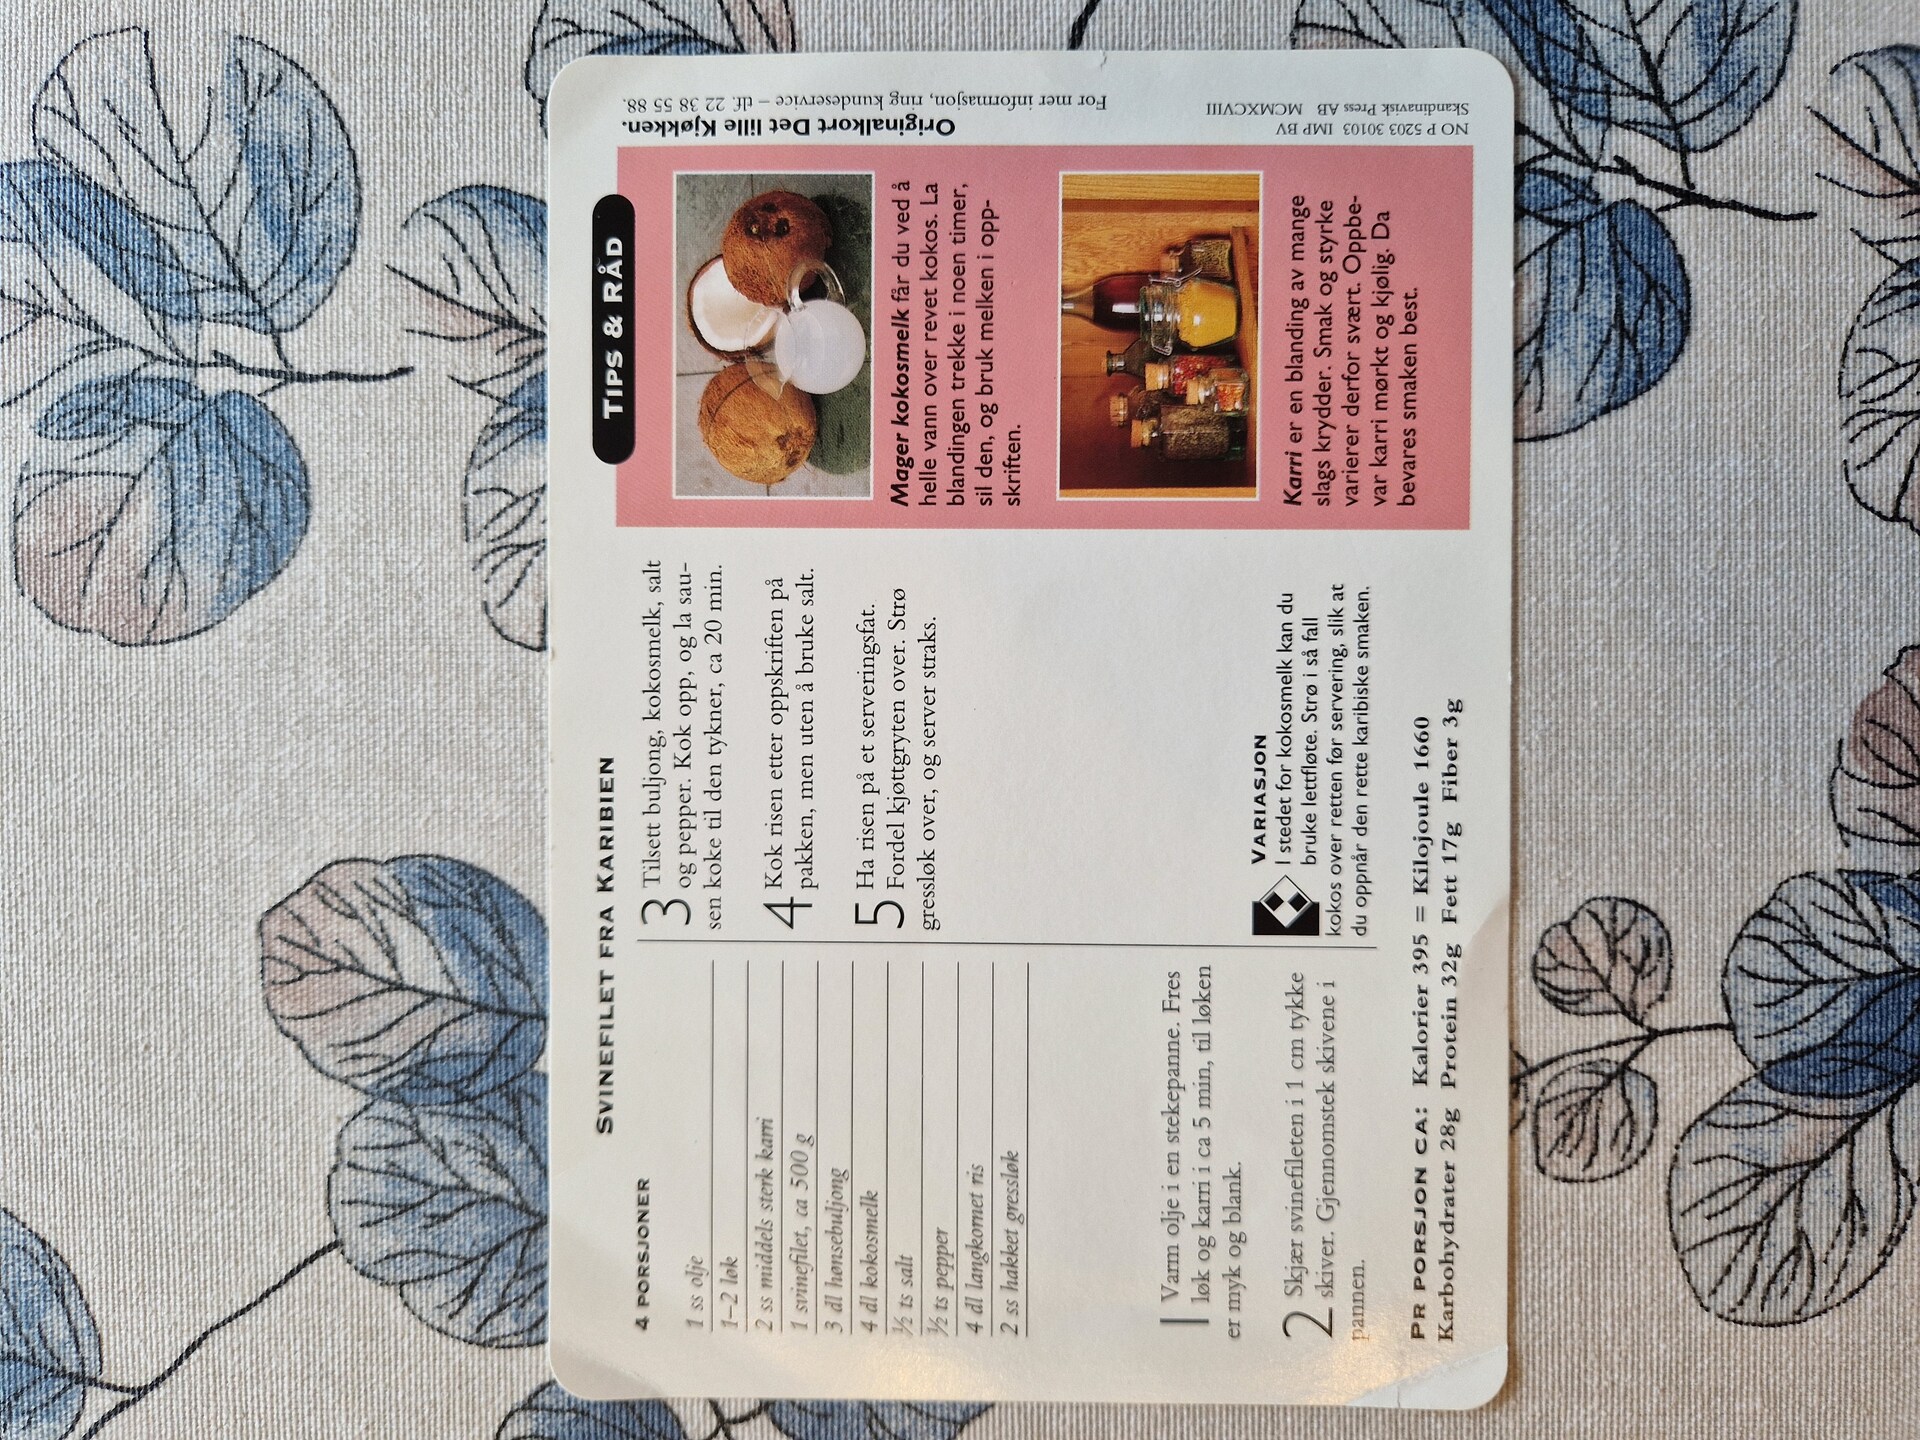 Svinefilet fra Karibien
4 porsjoner
1 ss olje
1–2 løk
2 ss middels sterk karri
1 svinefilet, ca 500 g
3 dl hønsebuljong
4 dl kokosmelk
½ ts salt
½ ts pepper
4 dl langkornet ris
2 ss hakket gressløk
1 Varm olje i en stekepanne. Fres
løk og karri i ca 5 min, til løken
er myk og blank.
2 Skjær svinefileten i 1 cm tykke
skiver. Gjennomstek skivene i
pannen.
3 Tilsett buljong, kokosmelk, salt
og pepper. Kok opp, og la sau-
sen koke til den tykner, ca 20 min.
4 Kok risen etter oppskriften på
pakken, men uten å bruke salt.
5 Ha risen på et serveringsfat.
Fordel kjøttgryten over. Strø
gressløk over, og server straks.
Variasjon
I stedet for kokosmelk kan du
bruke lettfløte. Strø i så fall
kokos over retten før servering, slik at
du oppnår den rette karibiske smaken.
Pr porsjon ca: Kalorier 395 = Kilojoule 1660
Karbohydrater 28g Protein 32g Fett 17g Fiber 3g
Tips & Råd
Mager kokosmelk får du ved å
helle vann over revet kokos. La
blandingen trekke i noen timer,
sil den, og bruk melken i opp-
skriften.
Karri er en blanding av mange
slags krydder. Smak og styrke
varierer derfor svært. Oppbe-
var karri mørkt og kjølig. Da
bevares smaken best.
Originalkort Det lille Kjøkken.
For mer informasjon, ring kundeservice – tlf. 22 38 55 88.
NO P 5203 30103 IMP BV
Skandinavisk Press AB MCMXCVIII